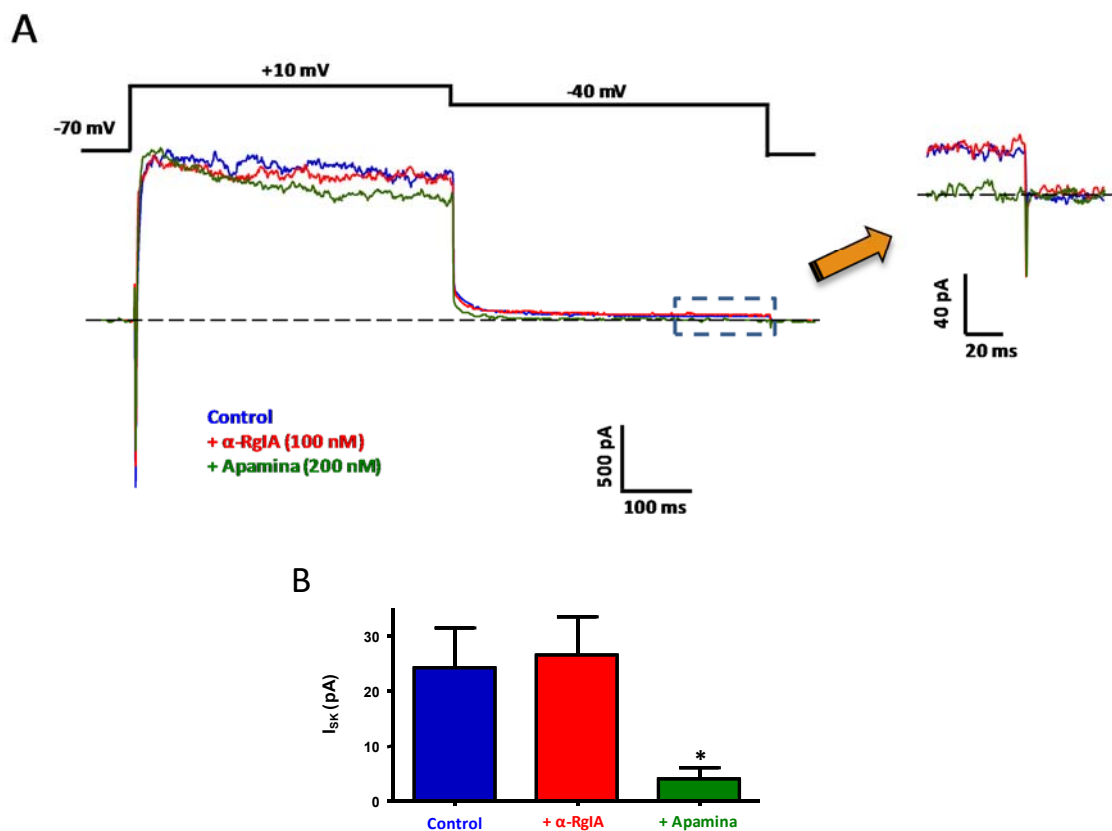 A
+10 mV
-40 mV
-70 mV
40 pA
20 ms
Control
+ α-RgIA (100 nM)
+ Apamina (200 nM)
500 pA
100 ms
B
I_SK (pA)
30
20
10
0
*
Control
+ α-RgIA
+ Apamina